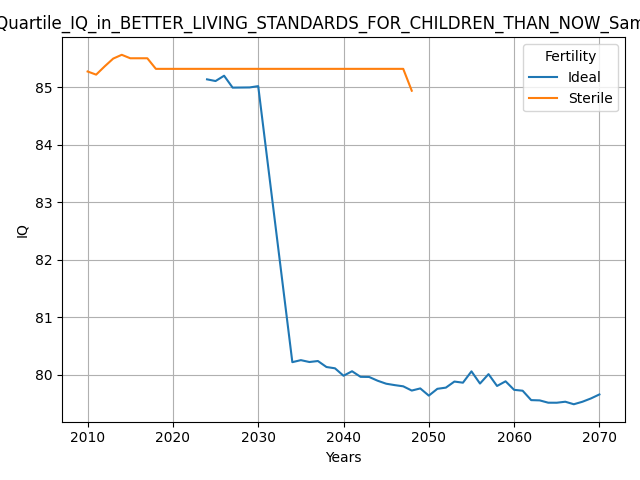 Quartile_IQ_in_BETTER_LIVING_STANDARDS_FOR_CHILDREN_THAN_NOW_Sam
Fertility
Ideal
Sterile
85
84
83
82
81
80
IQ
2010 2020 2030 2040 2050 2060 2070
Years